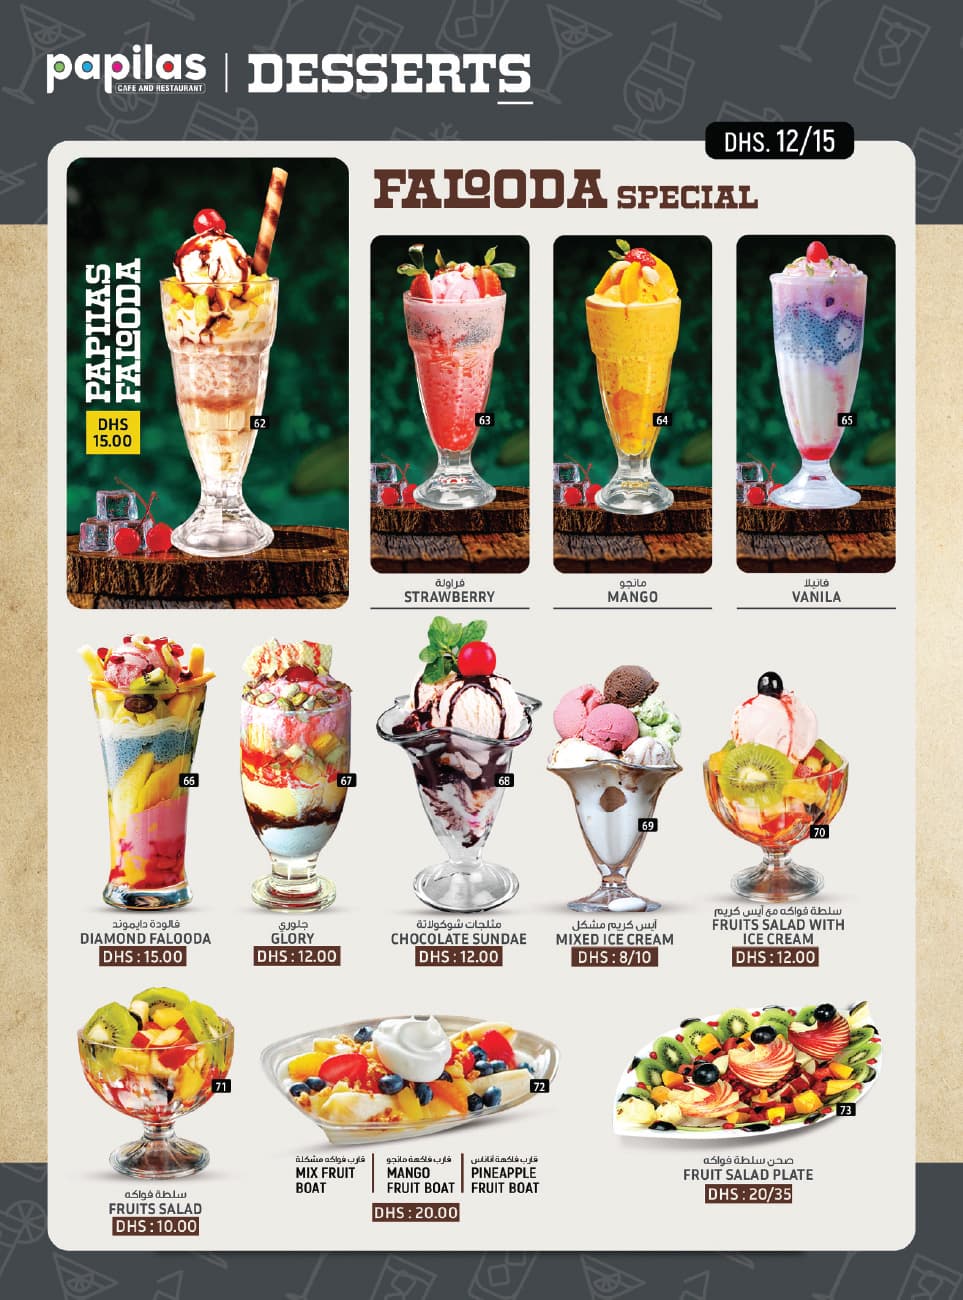 papilas
CAFE AND RESTAURANT
DESSERTS
DHS. 12/15
FALOODA SPECIAL
PAPIlAS
FALOODA
DHS
15.00
62
63
64
65
فراولة
STRAWBERRY
مانجو
MANGO
فانيلا
VANILA
66
67
68
69
70
فالودة دايموند
DIAMOND FALOODA
DHS : 15.00
جلوري
GLORY
DHS : 12.00
مثلجات شوكولاتة
CHOCOLATE SUNDAE
DHS : 12.00
آيس كريم مشكل
MIXED ICE CREAM
DHS : 8/10
سلطة فواكه مع آيس كريم
FRUITS SALAD WITH
ICE CREAM
DHS : 12.00
71
72
73
سلطة فواكه
FRUITS SALAD
DHS : 10.00
قارب فواكه مشكلة
MIX FRUIT
BOAT
قارب فاكهة مانجو
MANGO
FRUIT BOAT
قارب فاكهة أناناس
PINEAPPLE
FRUIT BOAT
DHS : 20.00
صحن سلطة فواكه
FRUIT SALAD PLATE
DHS : 20/35